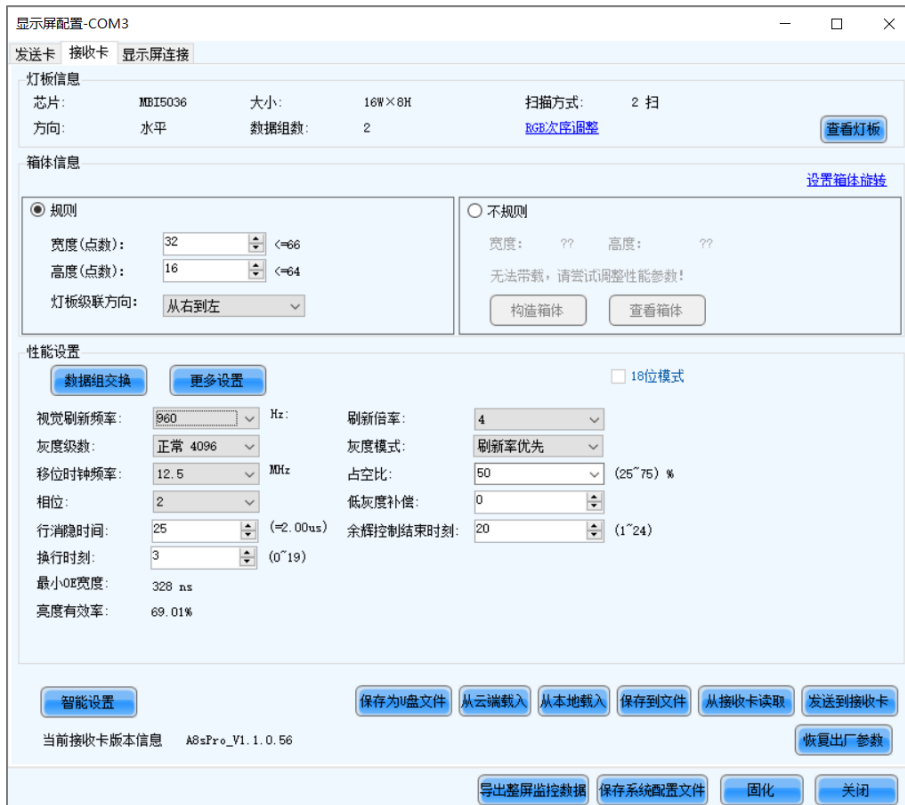 显示屏配置-COM3
发送卡 接收卡 显示屏连接
灯板信息
芯片: MBI5036 大小: 16W×8H 扫描方式: 2 扫
方向: 水平 数据组数: 2 RGB次序调整 查看灯板
箱体信息
设置箱体旋转
规则 不规则
宽度(点数): 32 <=66 宽度: ?? 高度: ??
高度(点数): 16 <=64 无法带载，请尝试调整性能参数!
灯板级联方向: 从右到左 构造箱体 查看箱体
性能设置
数据组交换 更多设置 18位模式
视觉刷新频率: 960 Hz: 刷新倍率: 4
灰度级数: 正常 4096 灰度模式: 刷新率优先
移位时钟频率: 12.5 MHz 占空比: 50 (25~75) %
相位: 2 低灰度补偿: 0
行消隐时间: 25 (=2.00us) 余辉控制结束时刻: 20 (1~24)
换行时刻: 3 (0~19)
最小OE宽度: 328 ns
亮度有效率: 69.01%
智能设置 保存为U盘文件 从云端载入 从本地载入 保存到文件 从接收卡读取 发送到接收卡
当前接收卡版本信息 A8sPro_V1.1.0.56 恢复出厂参数
导出整屏监控数据 保存系统配置文件 固化 关闭